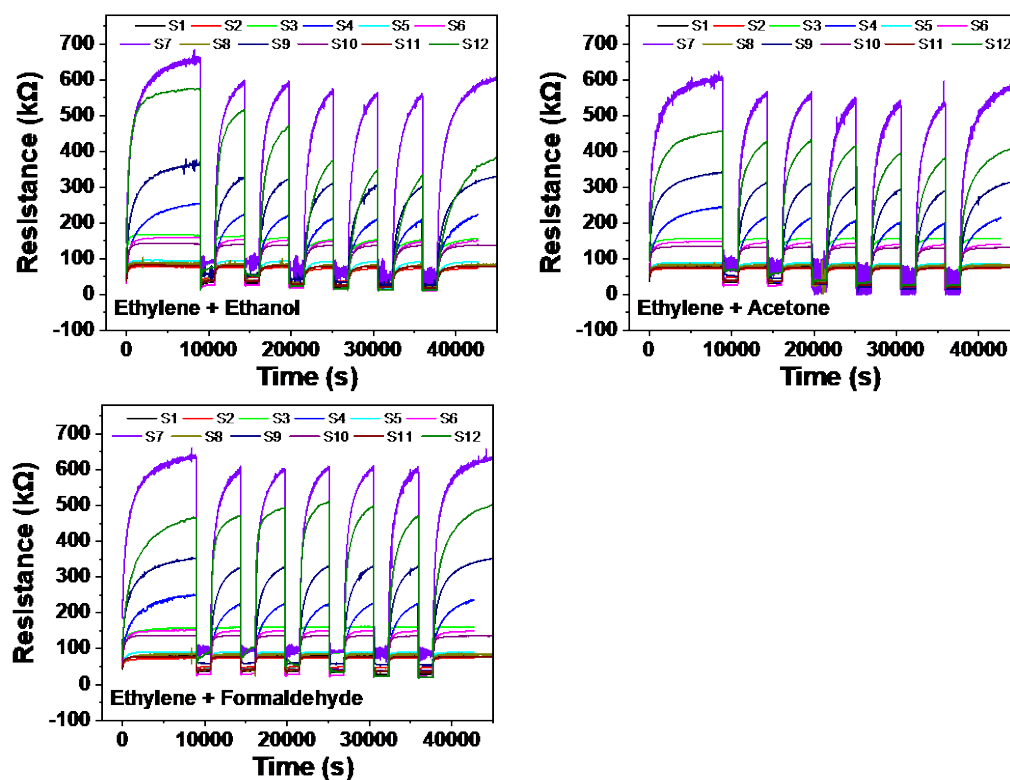 S1 S2 S3 S4 S5 S6
S7 S8 S9 S10 S11 S12
700
600
500
400
300
200
100
0
-100
Resistance (kΩ)
Ethylene + Ethanol
0 10000 20000 30000 40000
Time (s)
S1 S2 S3 S4 S5 S6
S7 S8 S9 S10 S11 S12
700
600
500
400
300
200
100
0
-100
Resistance (kΩ)
Ethylene + Acetone
0 10000 20000 30000 40000
Time (s)
S1 S2 S3 S4 S5 S6
S7 S8 S9 S10 S11 S12
700
600
500
400
300
200
100
0
-100
Resistance (kΩ)
Ethylene + Formaldehyde
0 10000 20000 30000 40000
Time (s)